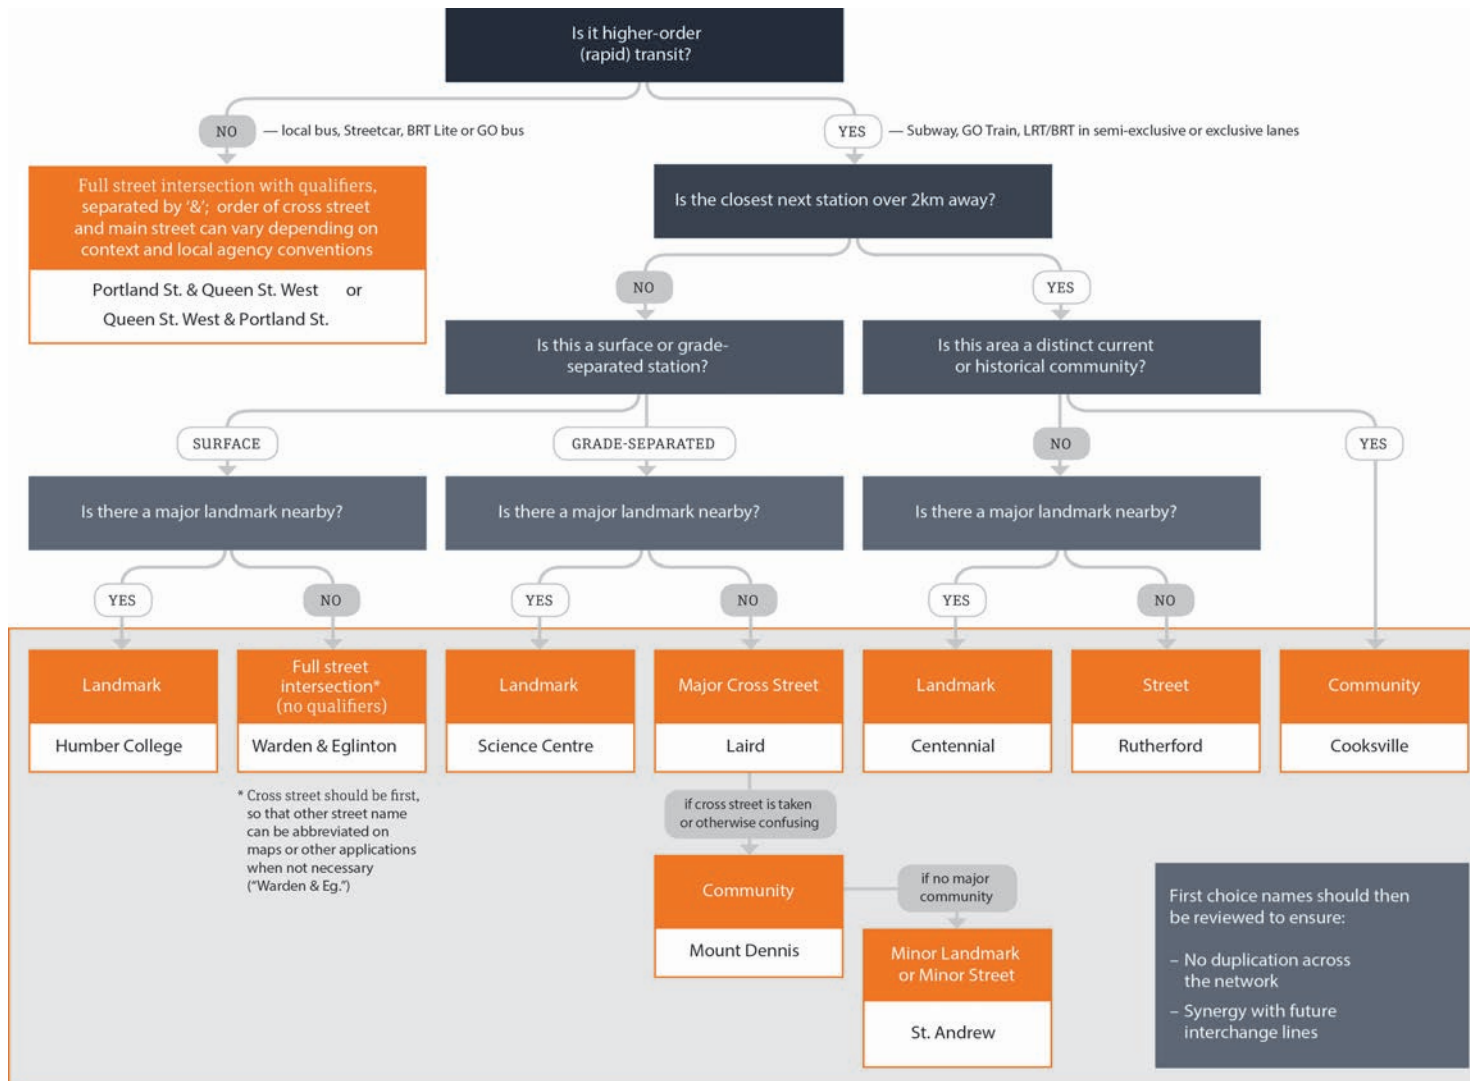 Is it higher-order
(rapid) transit?
NO
— local bus, Streetcar, BRT Lite or GO bus
YES
— Subway, GO Train, LRT/BRT in semi-exclusive or exclusive lanes
Full street intersection with qualifiers,
separated by ‘&’; order of cross street
and main street can vary depending on
context and local agency conventions
Portland St. & Queen St. West or
Queen St. West & Portland St.
Is the closest next station over 2km away?
NO
YES
Is this a surface or grade-
separated station?
Is this area a distinct current
or historical community?
SURFACE
GRADE-SEPARATED
NO
YES
Is there a major landmark nearby?
Is there a major landmark nearby?
Is there a major landmark nearby?
YES
NO
YES
NO
YES
NO
Landmark
Humber College
Full street
intersection*
(no qualifiers)
Warden & Eglinton
Landmark
Science Centre
Major Cross Street
Laird
Landmark
Centennial
Street
Rutherford
Community
Cooksville
* Cross street should be first,
so that other street name
can be abbreviated on
maps or other applications
when not necessary
(“Warden & Eg.”)
if cross street is taken
or otherwise confusing
Community
Mount Dennis
if no major
community
Minor Landmark
or Minor Street
St. Andrew
First choice names should then
be reviewed to ensure:
– No duplication across
the network
– Synergy with future
interchange lines